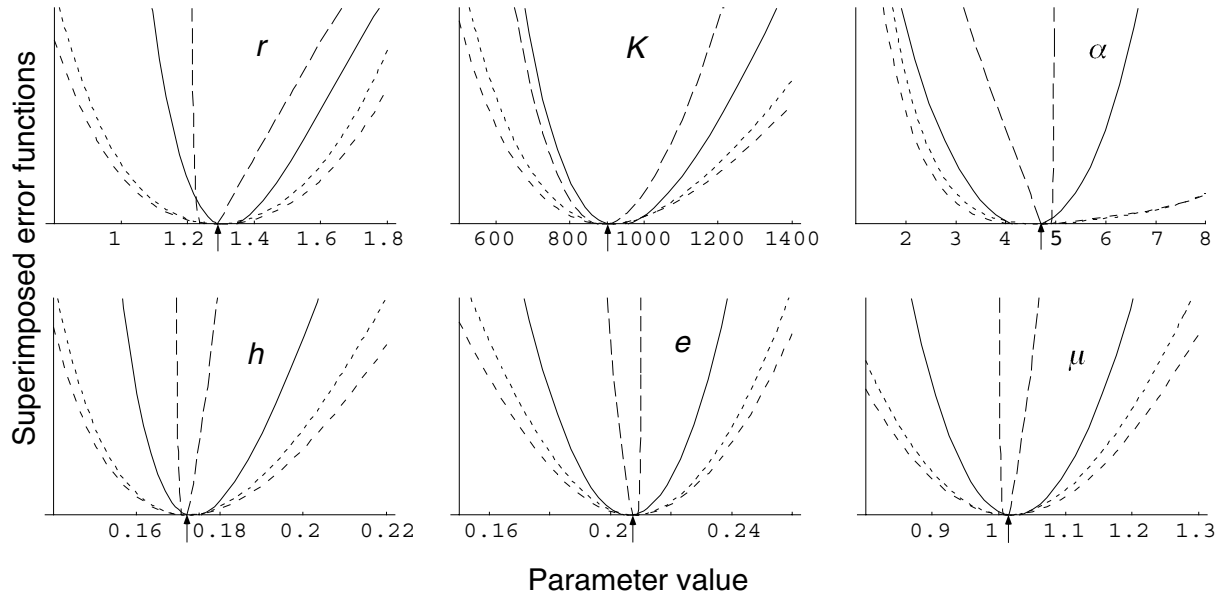 Superimposed error functions
r
K
α
1 1.2 1.4 1.6 1.8
600 800 1000 1200 1400
2 3 4 5 6 7 8
h
e
μ
0.16 0.18 0.2 0.22
0.16 0.2 0.24
0.9 1 1.1 1.2 1.3
Parameter value